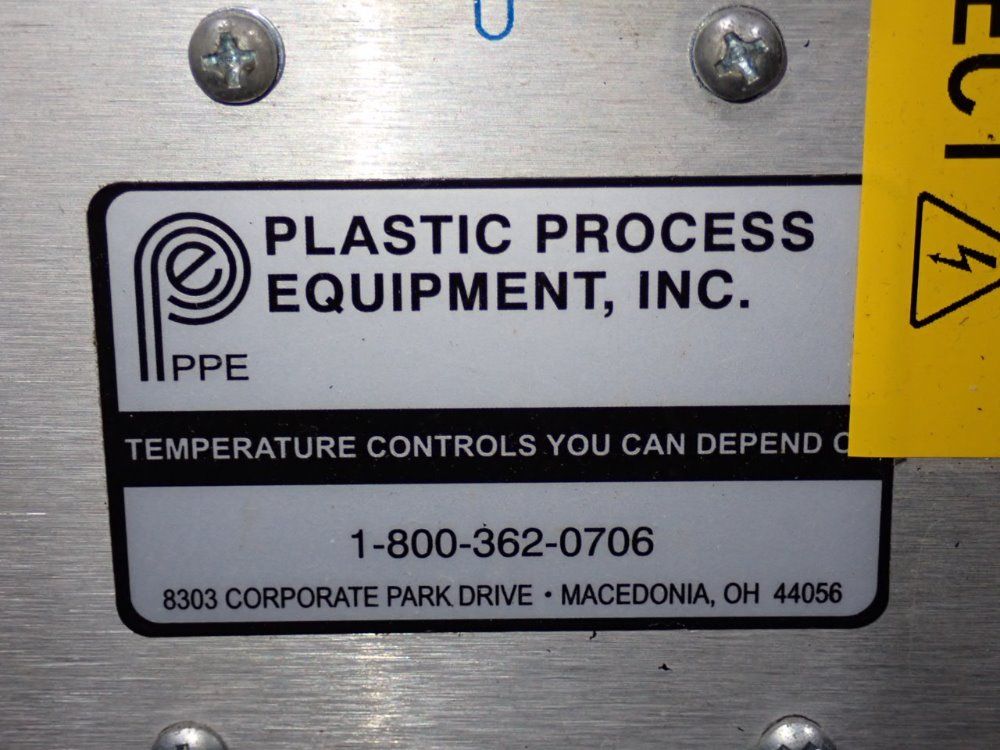 PLASTIC PROCESS
EQUIPMENT, INC.
e
PPE
TEMPERATURE CONTROLS YOU CAN DEPEND
1-800-362-0706
8303 CORPORATE PARK DRIVE • MACEDONIA, OH 44056
ECT